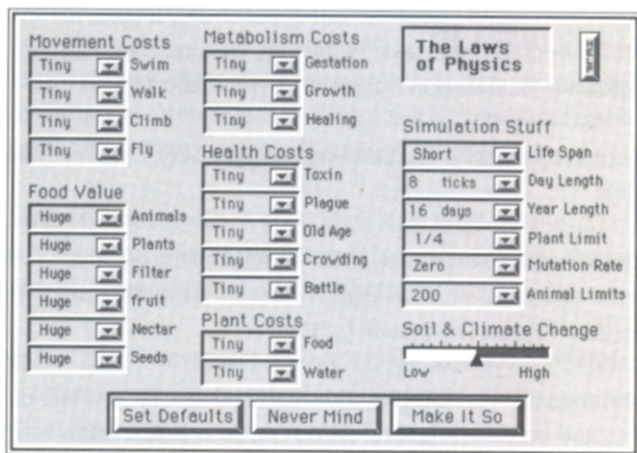 Movement Costs
Tiny Swim
Tiny Walk
Tiny Climb
Tiny Fly
Food Value
Huge Animals
Huge Plants
Huge Filter
Huge fruit
Huge Nectar
Huge Seeds
Metabolism Costs
Tiny Gestation
Tiny Growth
Tiny Healing
Health Costs
Tiny Toxin
Tiny Plague
Tiny Old Age
Tiny Crowding
Tiny Battle
Plant Costs
Tiny Food
Tiny Water
The Laws
of Physics
Simulation Stuff
Short Life Span
8 ticks Day Length
16 days Year Length
1/4 Plant Limit
Zero Mutation Rate
200 Animal Limits
Soil & Climate Change
Low High
Set Defaults Never Mind Make It So